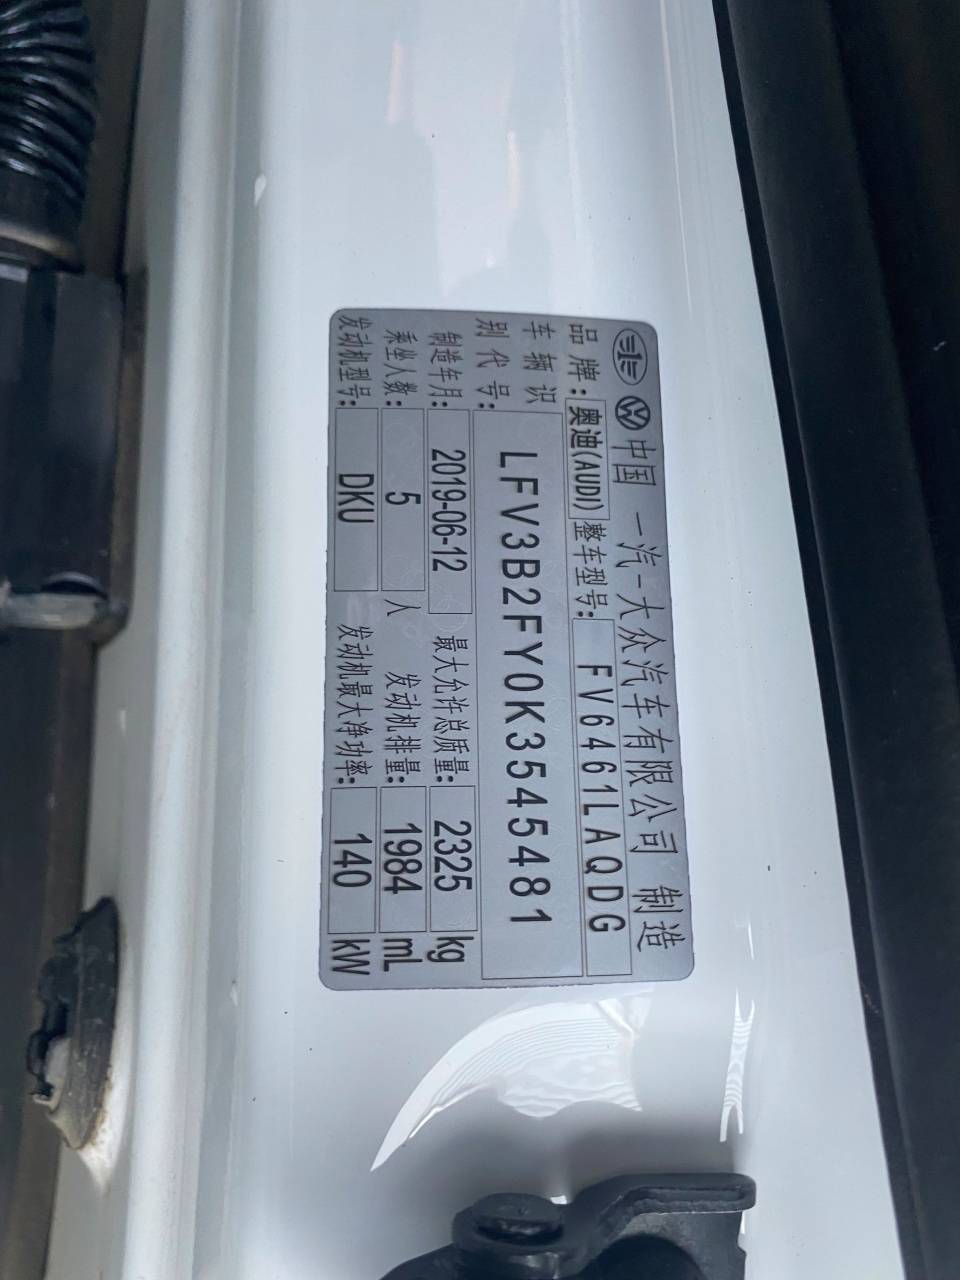 中国 一汽-大众汽车有限公司 制造
品牌: 奥迪(AUDI) 整车型号: FV6461LAQDG
车辆识别代号: LFV3B2FY0K3545481
制造年月: 2019-06-12 最大允许总质量: 2325 kg
乘坐人数: 5 人 发动机排量: 1984 mL
发动机型号: DKU 发动机最大净功率: 140 kW